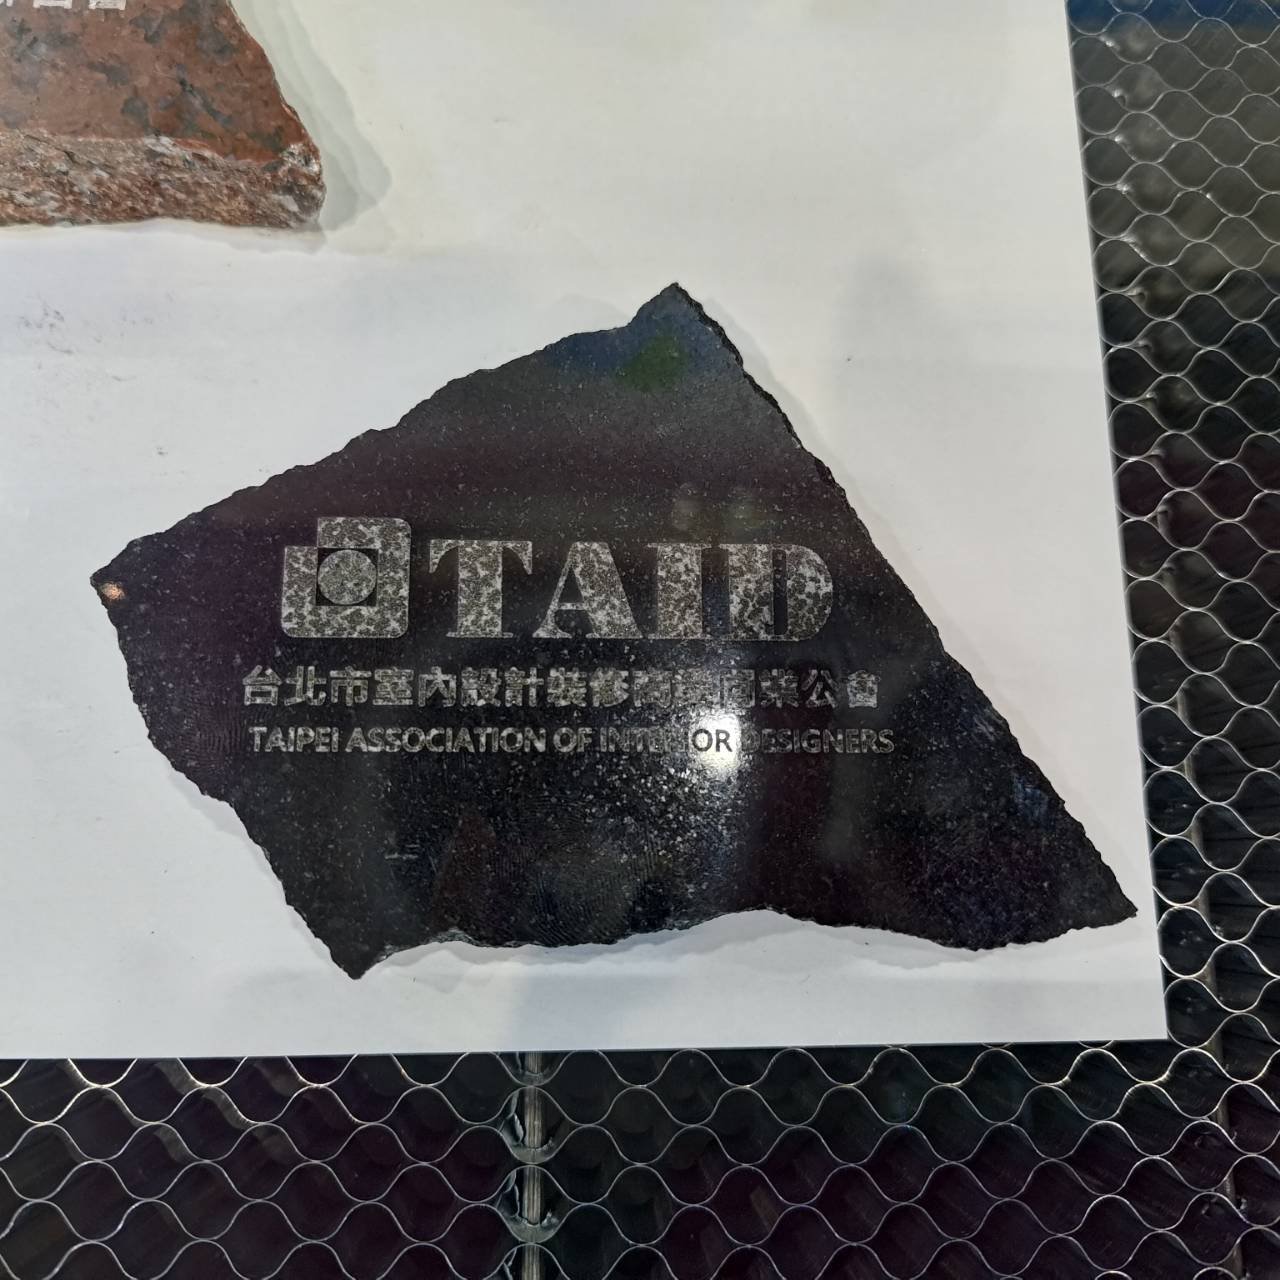 TAID
台北市室內設計裝修商業同業公會
TAIPEI ASSOCIATION OF INTERIOR DESIGNERS